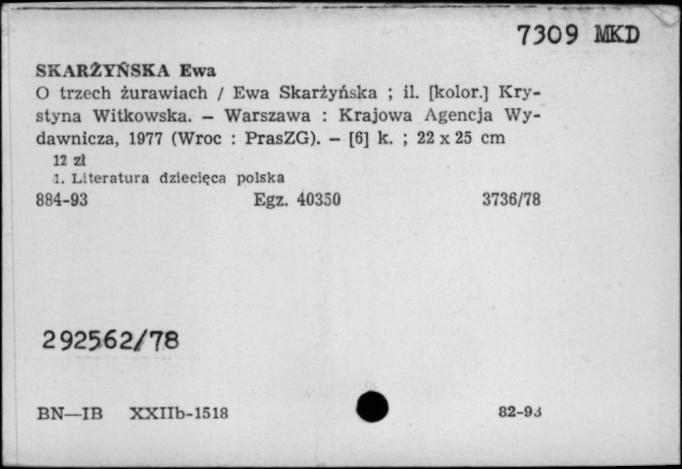 7309 MKD
SKARŻYŃSKA Ewa
O trzech żurawiach / Ewa Skarżyńska ; il. [kolor.] Kry-
styna Witkowska. — Warszawa : Krajowa Agencja Wy-
dawnicza, 1977 (Wroc : PrasZG). — [6] k. ; 22 x 25 cm
12 zł
1. Literatura dziecięca polska
884-93 Egz. 40350 3736/78
292562/78
BN—IB XXIIb-1518 82-93